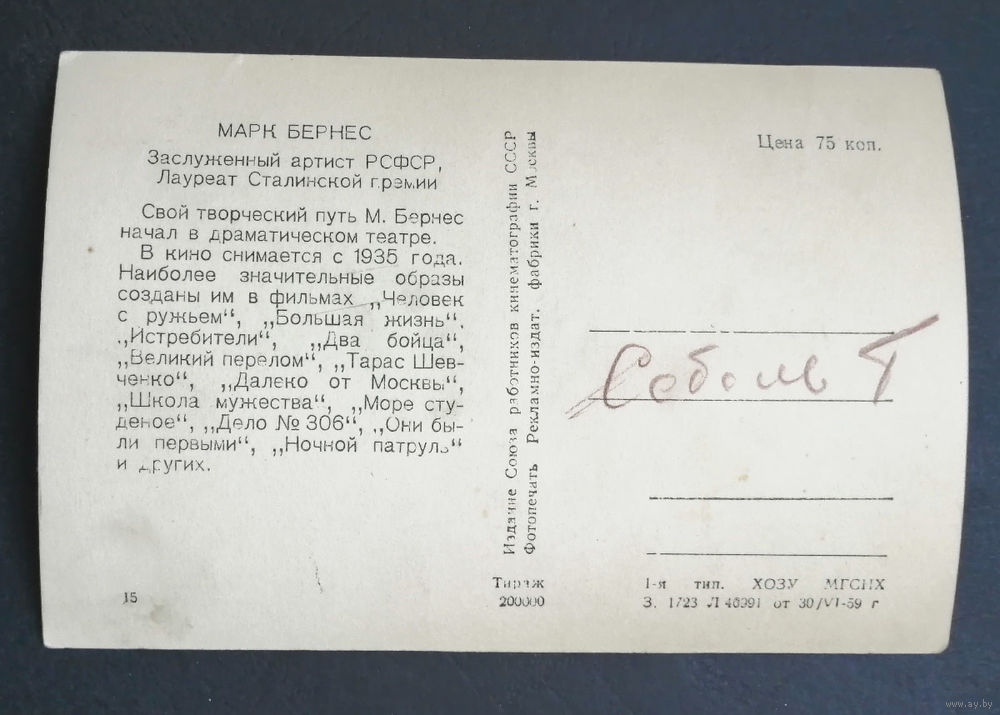 МАРК БЕРНЕС
Заслуженный артист РСФСР,
Лауреат Сталинской премии
Свой творческий путь М. Бернес
начал в драматическом театре.
В кино снимается с 1935 года.
Наиболее значительные образы
созданы им в фильмах „Человек
с ружьем“, „Большая жизнь“,
„Истребители“, „Два бойца“,
„Великий перелом“, „Тарас Шев-
ченко“, „Далеко от Москвы“,
„Школа мужества“, „Море сту-
деное“, „Дело № 306“, „Они бы-
ли первыми“, „Ночной патруль“
и других.
15
Издание Союза работников кинематографии СССР
Фотопечать Рекламно-издат. фабрики г. Москвы
Тираж
200000
Цена 75 коп.
Соболь Т
1-я тип. ХОЗУ МГСНХ
З. 1723 Л 46991 от 30/VI-59 г
www.ay.by